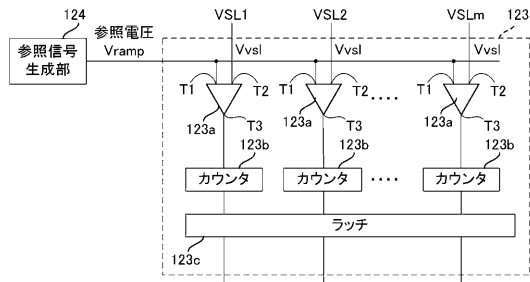 124
参照信号
生成部
参照電圧
Vramp
VSL1
VSL2
VSLm
123
Vvsl
Vvsl
Vvsl
T1
T2
T1
T2
T1
T2
123a
T3
123a
T3
123a
T3
....
123b
123b
123b
カウンタ
カウンタ
....
カウンタ
ラッチ
123c